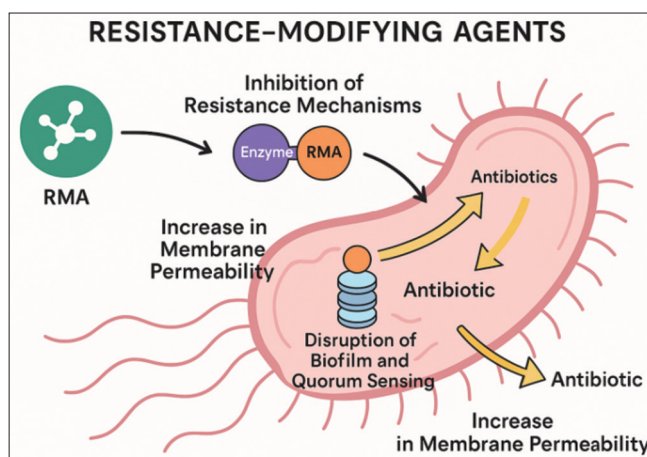 RESISTANCE–MODIFYING AGENTS
Inhibition of
Resistance Mechanisms
RMA
Enzyme
RMA
Antibiotics
Increase in
Membrane
Permeability
Antibiotic
Disruption of
Biofilm and
Quorum Sensing
Antibiotic
Increase
in Membrane Permeability